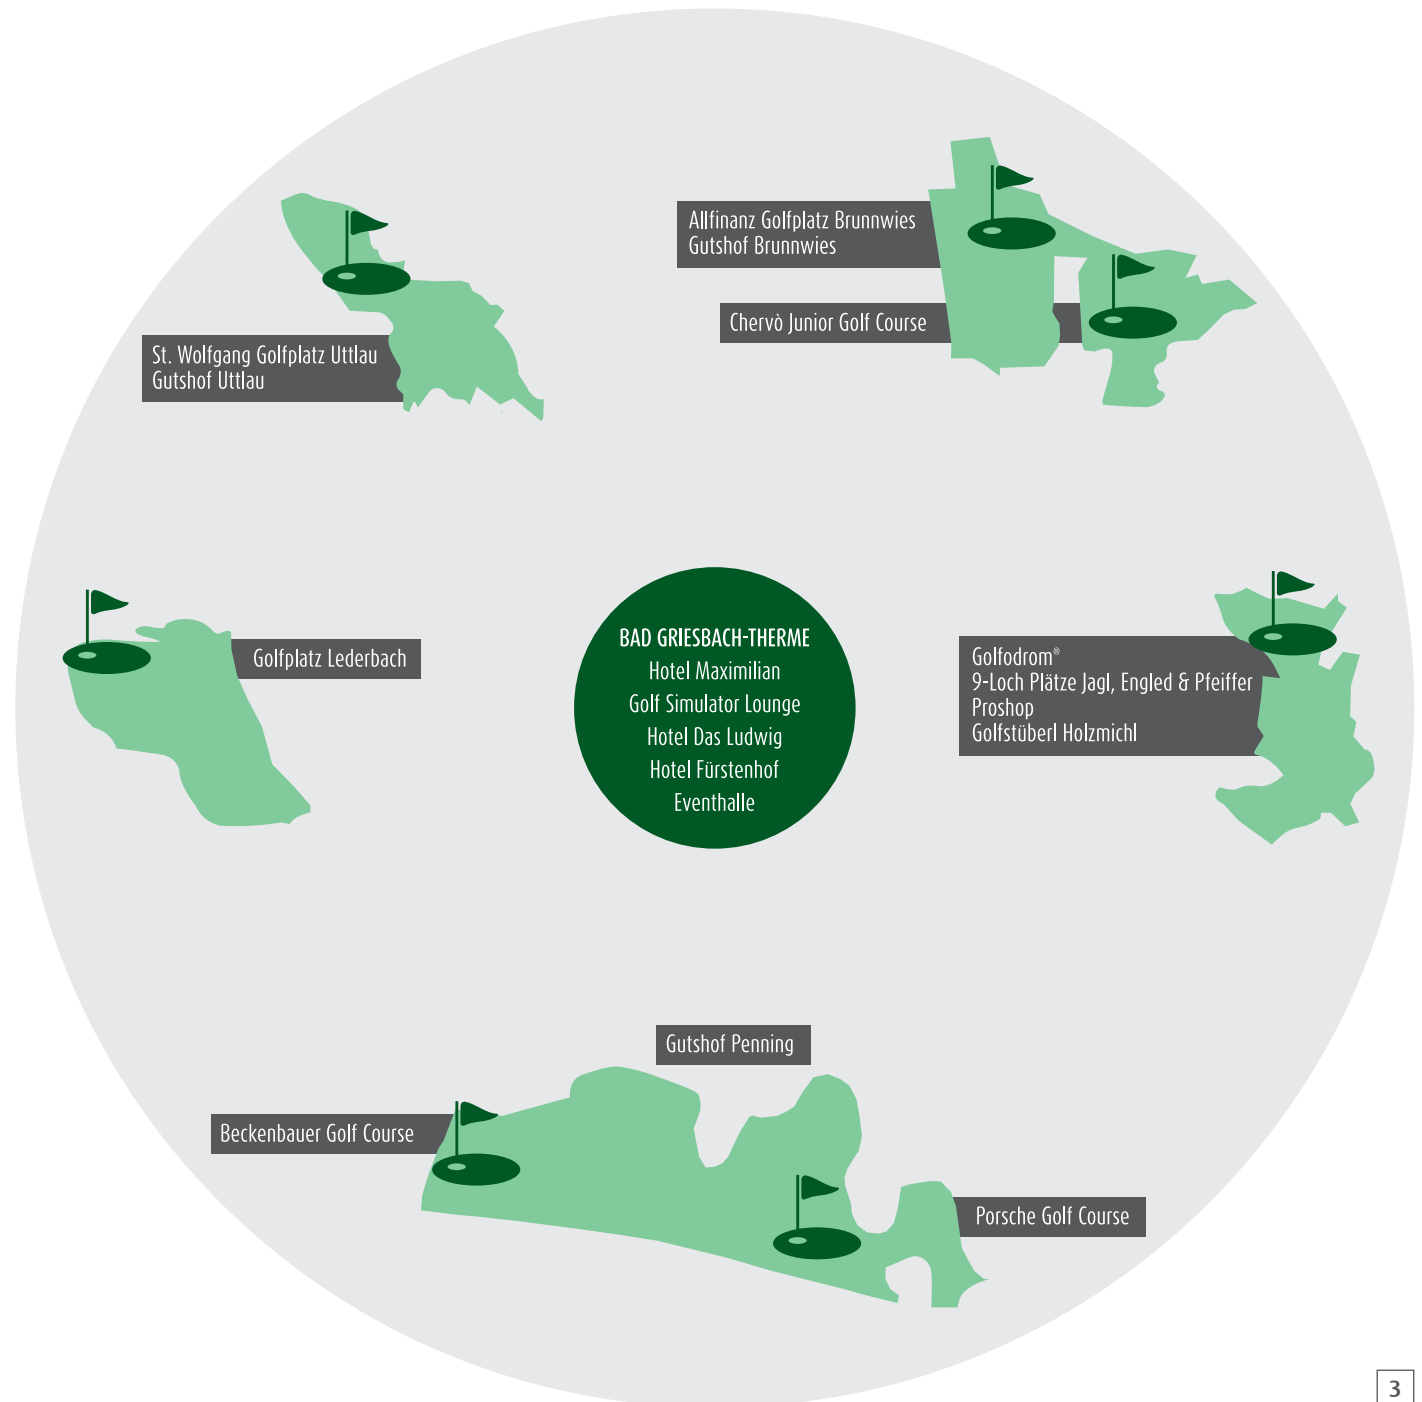 Allfinanz Golfplatz Brunnwies
Gutshof Brunnwies
Chervò Junior Golf Course
St. Wolfgang Golfplatz Uttlau
Gutshof Uttlau
Golfplatz Lederbach
BAD GRIESBACH-THERME
Hotel Maximilian
Golf Simulator Lounge
Hotel Das Ludwig
Hotel Fürstenhof
Eventhalle
Golfodrom®
9-Loch Plätze Jagl, Engled & Pfeiffer
Proshop
Golfstüberl Holzmichl
Gutshof Penning
Beckenbauer Golf Course
Porsche Golf Course
3